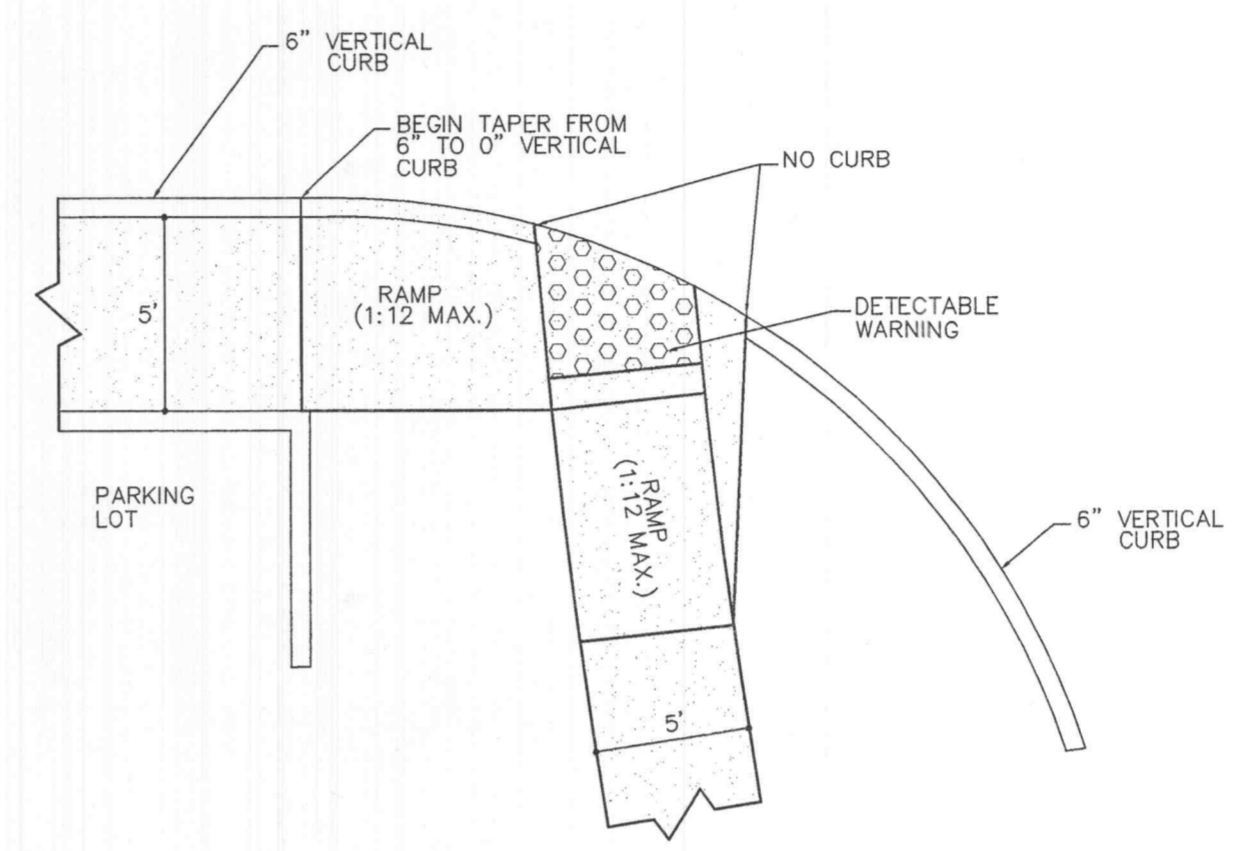 6" VERTICAL
CURB
BEGIN TAPER FROM
6" TO 0" VERTICAL
CURB
NO CURB
5'
RAMP
(1:12 MAX.)
DETECTABLE
WARNING
RAMP
(1:12 MAX.)
PARKING
LOT
6" VERTICAL
CURB
5'